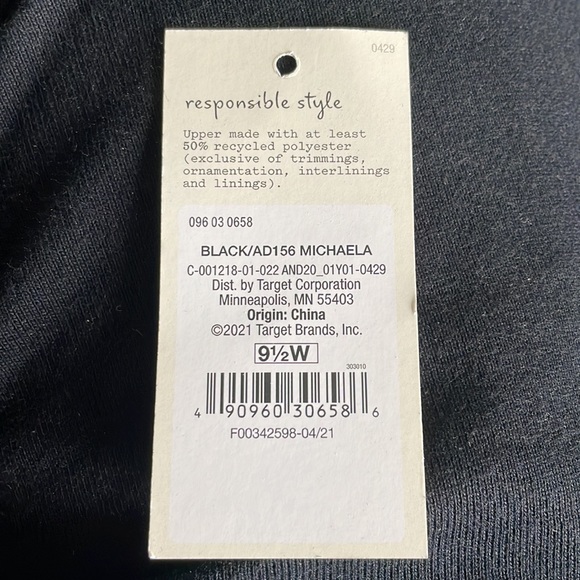 0429
responsible style
Upper made with at least
50% recycled polyester
(exclusive of trimmings,
ornamentation, interlinings
and linings).
096 03 0658
BLACK/AD156 MICHAELA
C-001218-01-022 AND20_01Y01-0429
Dist. by Target Corporation
Minneapolis, MN 55403
Origin: China
©2021 Target Brands, Inc.
9½W
303010
4 90960 30658 6
F00342598-04/21